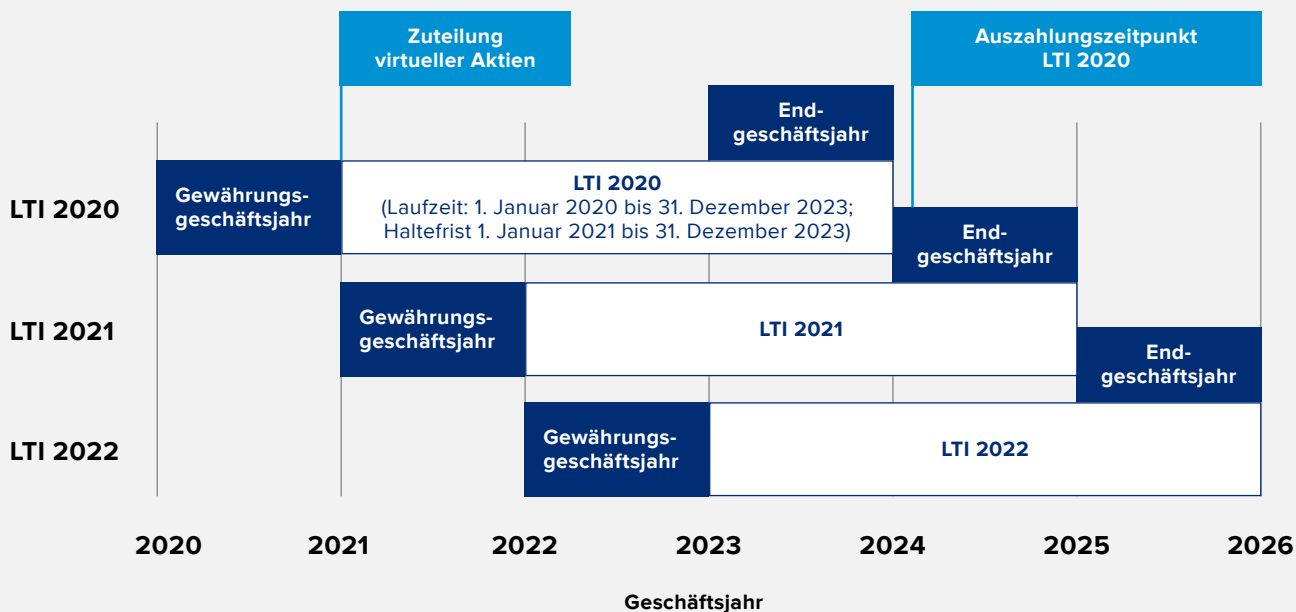 Zuteilung
virtueller Aktien
Auszahlungszeitpunkt
LTI 2020
End-
geschäftsjahr
LTI 2020
Gewährungs-
geschäftsjahr
LTI 2020
(Laufzeit: 1. Januar 2020 bis 31. Dezember 2023;
Haltefrist 1. Januar 2021 bis 31. Dezember 2023)
End-
geschäftsjahr
LTI 2021
Gewährungs-
geschäftsjahr
LTI 2021
End-
geschäftsjahr
LTI 2022
Gewährungs-
geschäftsjahr
LTI 2022
2020
2021
2022
2023
2024
2025
2026
Geschäftsjahr